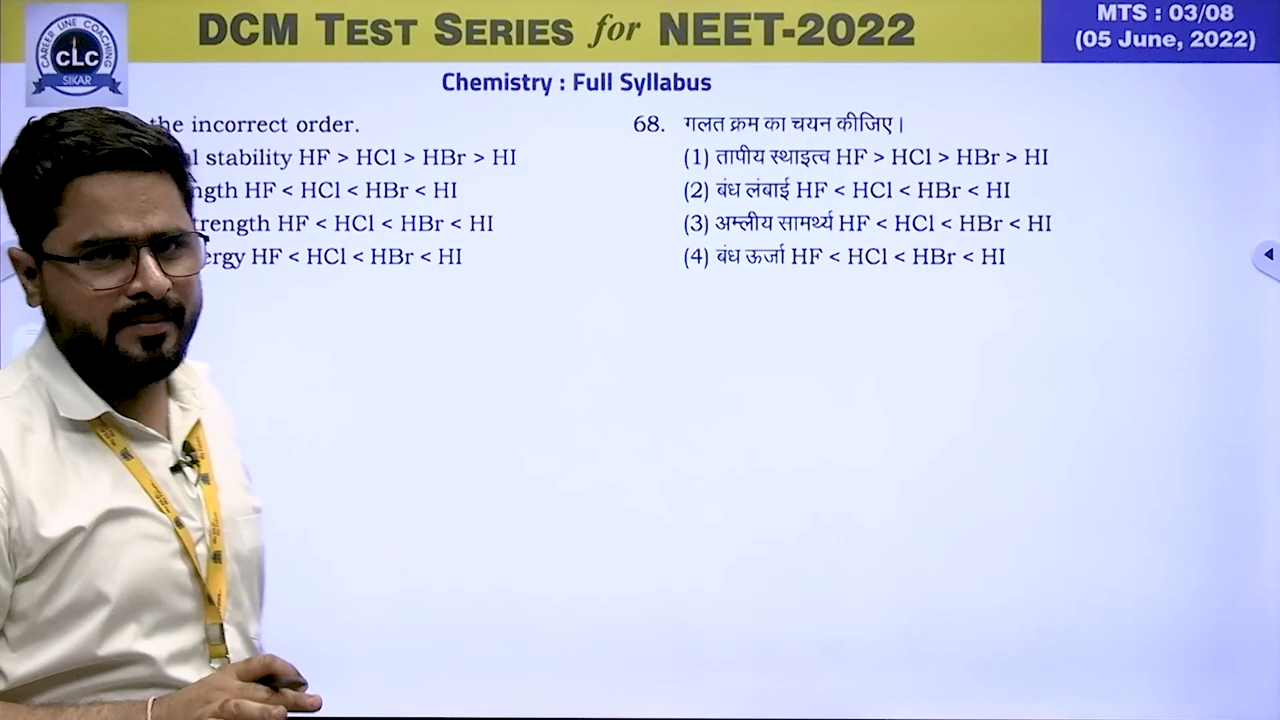 CAREER LINE COACHING
CLC
SIKAR
DCM TEST SERIES for NEET-2022
MTS : 03/08
(05 June, 2022)
Chemistry : Full Syllabus
the incorrect order.
stability HF > HCl > HBr > HI
HF < HCl < HBr < HI
HF < HCl < HBr < HI
HF < HCl < HBr < HI
68. गलत क्रम का चयन कीजिए।
(1) तापीय स्थाइत्व HF > HCl > HBr > HI
(2) बंध लंबाई HF < HCl < HBr < HI
(3) अम्लीय सामर्थ्य HF < HCl < HBr < HI
(4) बंध ऊर्जा HF < HCl < HBr < HI